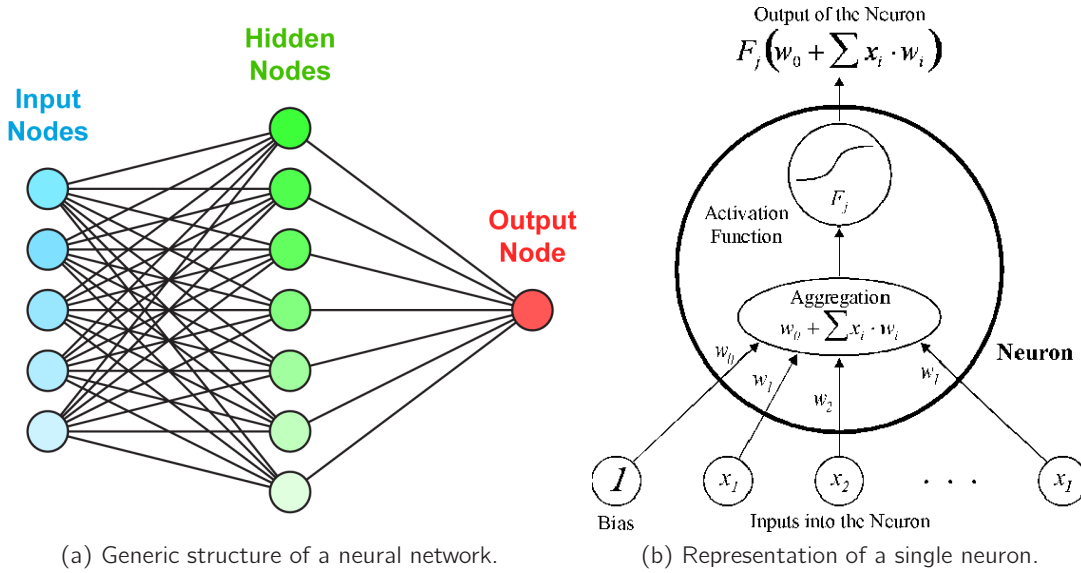 Input
Nodes
Hidden
Nodes
Output
Node
(a) Generic structure of a neural network.
Output of the Neuron
F_j(w_0 + ∑ x_i · w_i)
F_j
Activation
Function
Aggregation
w_0 + ∑ x_i · w_i
Neuron
w_0
w_1
w_2
w_I
1
x_1
x_2
. . .
x_I
Bias
Inputs into the Neuron
(b) Representation of a single neuron.